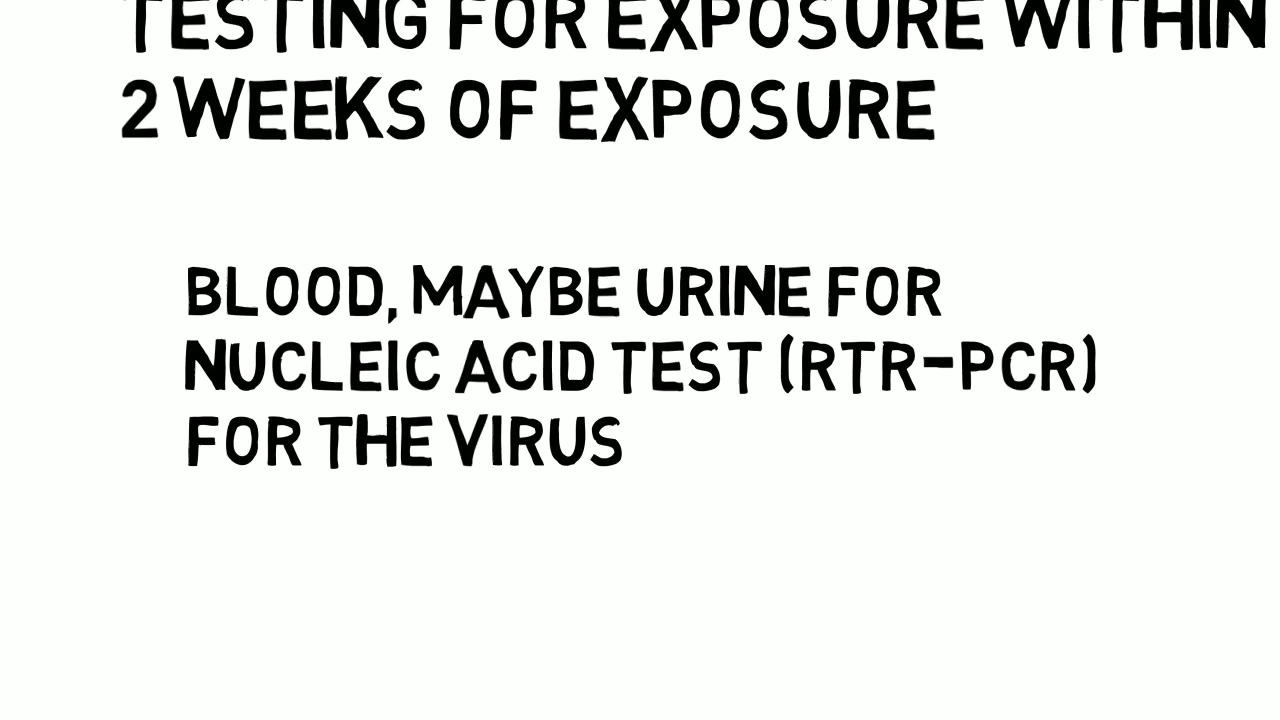 TESTING FOR EXPOSURE WITHIN
2 WEEKS OF EXPOSURE
BLOOD, MAYBE URINE FOR
NUCLEIC ACID TEST (RTR-PCR)
FOR THE VIRUS